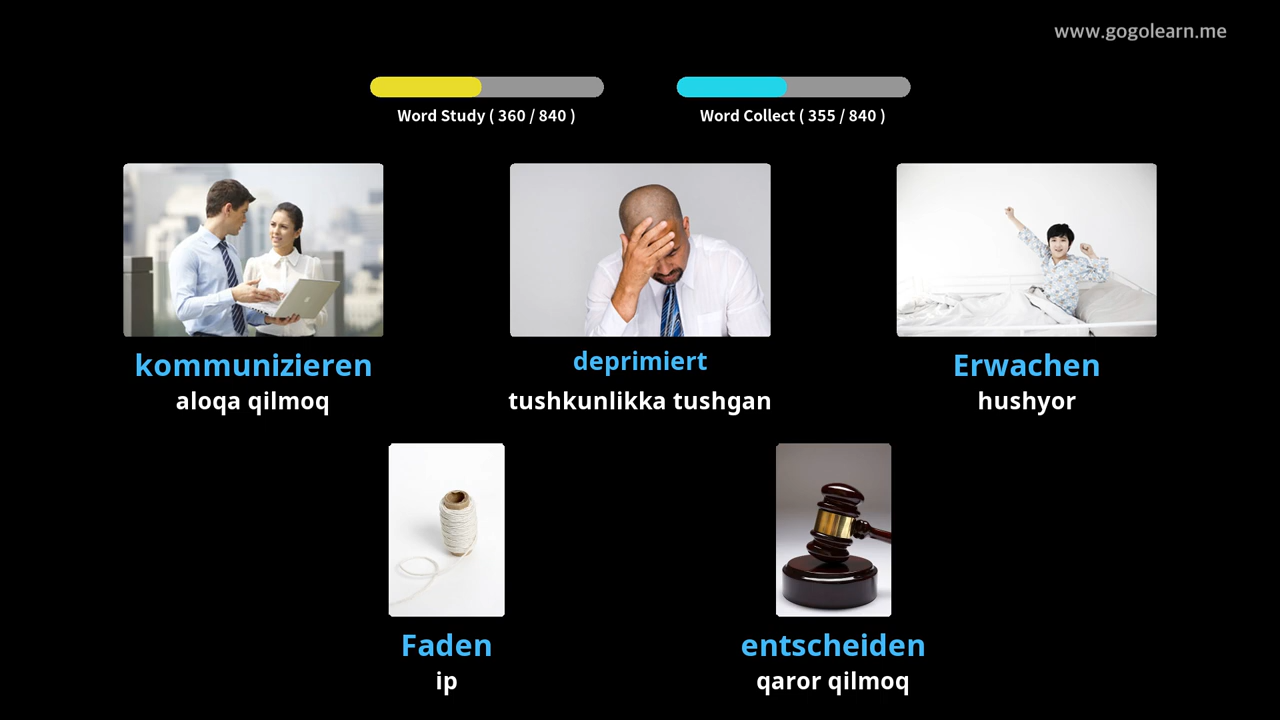 www.gogolearn.me
Word Study ( 360 / 840 )
Word Collect ( 355 / 840 )
kommunizieren
aloqa qilmoq
deprimiert
tushkunlikka tushgan
Erwachen
hushyor
Faden
ip
entscheiden
qaror qilmoq